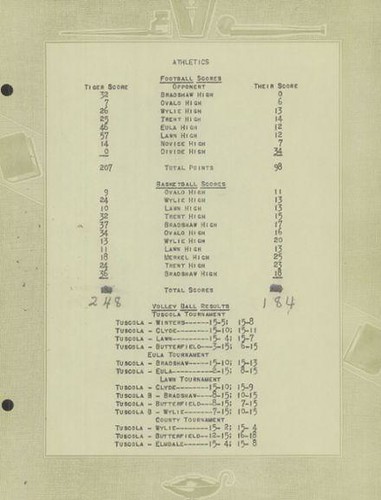 ATHLETICS
FOOTBALL SCORES
TIGER SCORE OPPONENT THEIR SCORE
32 BRADSHAW HIGH 0
7 OVALO HIGH 6
26 WYLIE HIGH 13
25 TRENT HIGH 14
46 EULA HIGH 12
57 LAWN HIGH 12
14 NOVICE HIGH 7
0 DIVIDE HIGH 34
207 TOTAL POINTS 98
BASKETBALL SCORES
9 OVALO HIGH 11
24 WYLIE HIGH 13
10 LAWN HIGH 13
32 TRENT HIGH 15
37 BRADSHAW HIGH 17
34 OVALO HIGH 16
13 WYLIE HIGH 20
11 LAWN HIGH 13
18 MERKEL HIGH 25
24 TRENT HIGH 23
36 BRADSHAW HIGH 18
TOTAL SCORES
248 184
VOLLEY BALL RESULTS
TUSCOLA TOURNAMENT
TUSCOLA - WINTERS-------15-5; 15-8
TUSCOLA - CLYDE-------15-10; 15-11
TUSCOLA - LAWN-------15- 4; 15-7
TUSCOLA - BUTTERFIELD---3-15; 6-15
EULA TOURNAMENT
TUSCOLA - BRADSHAW------15-10; 15-13
TUSCOLA - EULA--------2-15; 8-15
LAWN TOURNAMENT
TUSCOLA - CLYDE-------15-10; 15-9
TUSCOLA B - BRADSHAW---8-15; 10-15
TUSCOLA - BUTTERFIELD---8-15; 7-15
TUSCOLA B - WYLIE------7-15; 10-15
COUNTY TOURNAMENT
TUSCOLA - WYLIE--------15- 2; 15- 4
TUSCOLA - BUTTERFIELD--12-15; 16-18
TUSCOLA - ELMDALE------15- 4; 15- 8